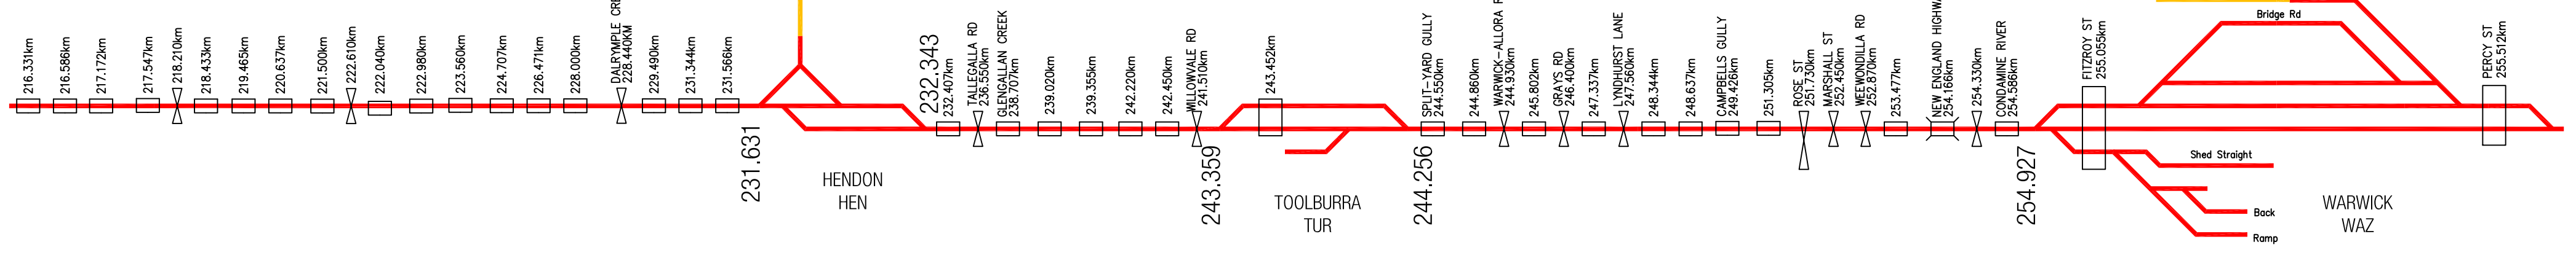 216.331km
216.586km
217.172km
217.547km
218.210km
218.433km
219.465km
220.637km
221.500km
222.610km
222.040km
222.980km
223.560km
224.707km
226.471km
228.000km
DALRYMPLE CRE
228.440KM
229.490km
231.344km
231.566km
231.631
HENDON
HEN
232.343
232.407km
TALLEGALLA RD
236.550km
GLENGALLAN CREEK
238.707km
239.020km
239.355km
242.220km
242.450km
WILLOWVALE RD
241.510km
243.359
243.452km
TOOLBURRA
TUR
244.256
SPLIT-YARD GULLY
244.550km
244.860km
WARWICK-ALLORA R
244.930km
245.802km
GRAYS RD
246.400km
247.337km
LYNDHURST LANE
247.560km
248.344km
248.637km
CAMPBELLS GULLY
249.426km
251.305km
ROSE ST
251.730km
MARSHALL ST
252.450km
WEEWONDILLA RD
252.870km
253.477km
NEW ENGLAND HIGHWA
254.166km
254.330km
CONDAMINE RIVER
254.586km
254.927
FITZROY ST
255.055km
Bridge Rd
Shed Straight
Back
Ramp
WARWICK
WAZ
PERCY ST
255.512km